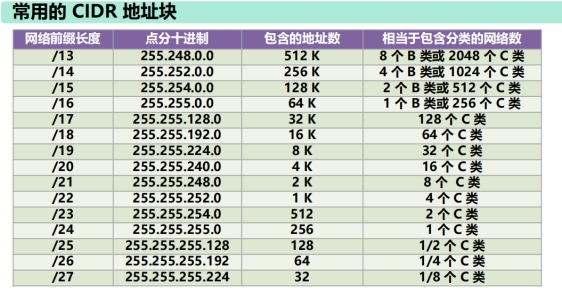 常用的 CIDR 地址块
网络前缀长度 点分十进制 包含的地址数 相当于包含分类的网络数
/13 255.248.0.0 512 K 8 个 B 类或 2048 个 C 类
/14 255.252.0.0 256 K 4 个 B 类或 1024 个 C 类
/15 255.254.0.0 128 K 2 个 B 类或 512 个 C 类
/16 255.255.0.0 64 K 1 个 B 类或 256 个 C 类
/17 255.255.128.0 32 K 128 个 C 类
/18 255.255.192.0 16 K 64 个 C 类
/19 255.255.224.0 8 K 32 个 C 类
/20 255.255.240.0 4 K 16 个 C 类
/21 255.255.248.0 2 K 8 个 C 类
/22 255.255.252.0 1 K 4 个 C 类
/23 255.255.254.0 512 2 个 C 类
/24 255.255.255.0 256 1 个 C 类
/25 255.255.255.128 128 1/2 个 C 类
/26 255.255.255.192 64 1/4 个 C 类
/27 255.255.255.224 32 1/8 个 C 类